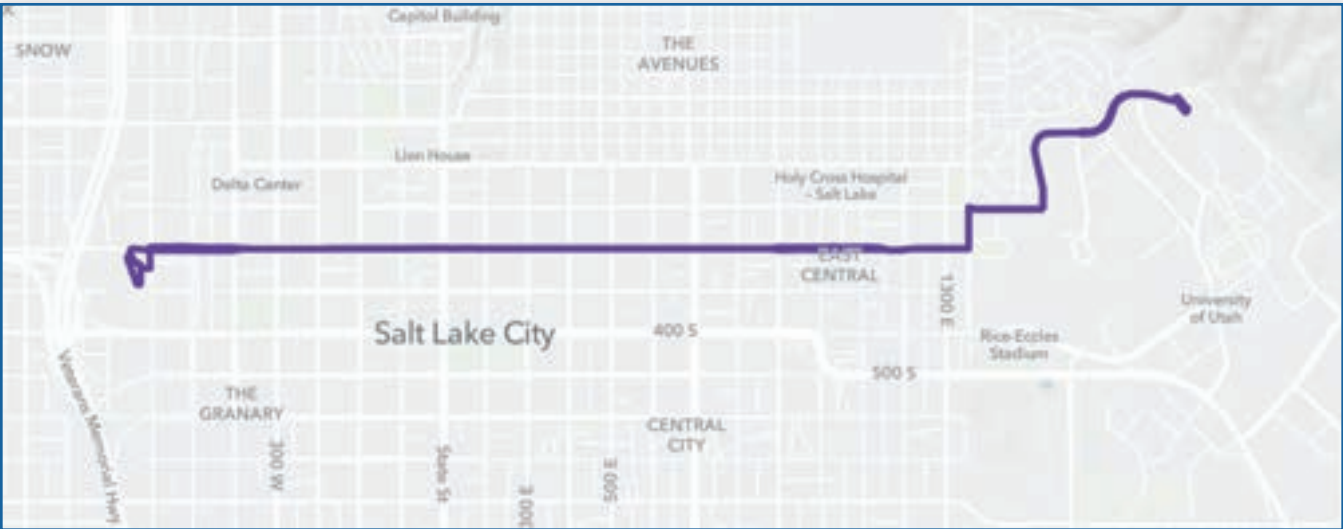 Capitol Building
SNOW
THE
AVENUES
Lion House
Delta Center
Holy Cross Hospital
- Salt Lake
EAST
CENTRAL
1300 E
University
of Utah
Salt Lake City
400 S
Rice-Eccles
Stadium
500 S
Veterans Memorial Hwy
THE
GRANARY
CENTRAL
CITY
300 W
State St
300 E
500 E